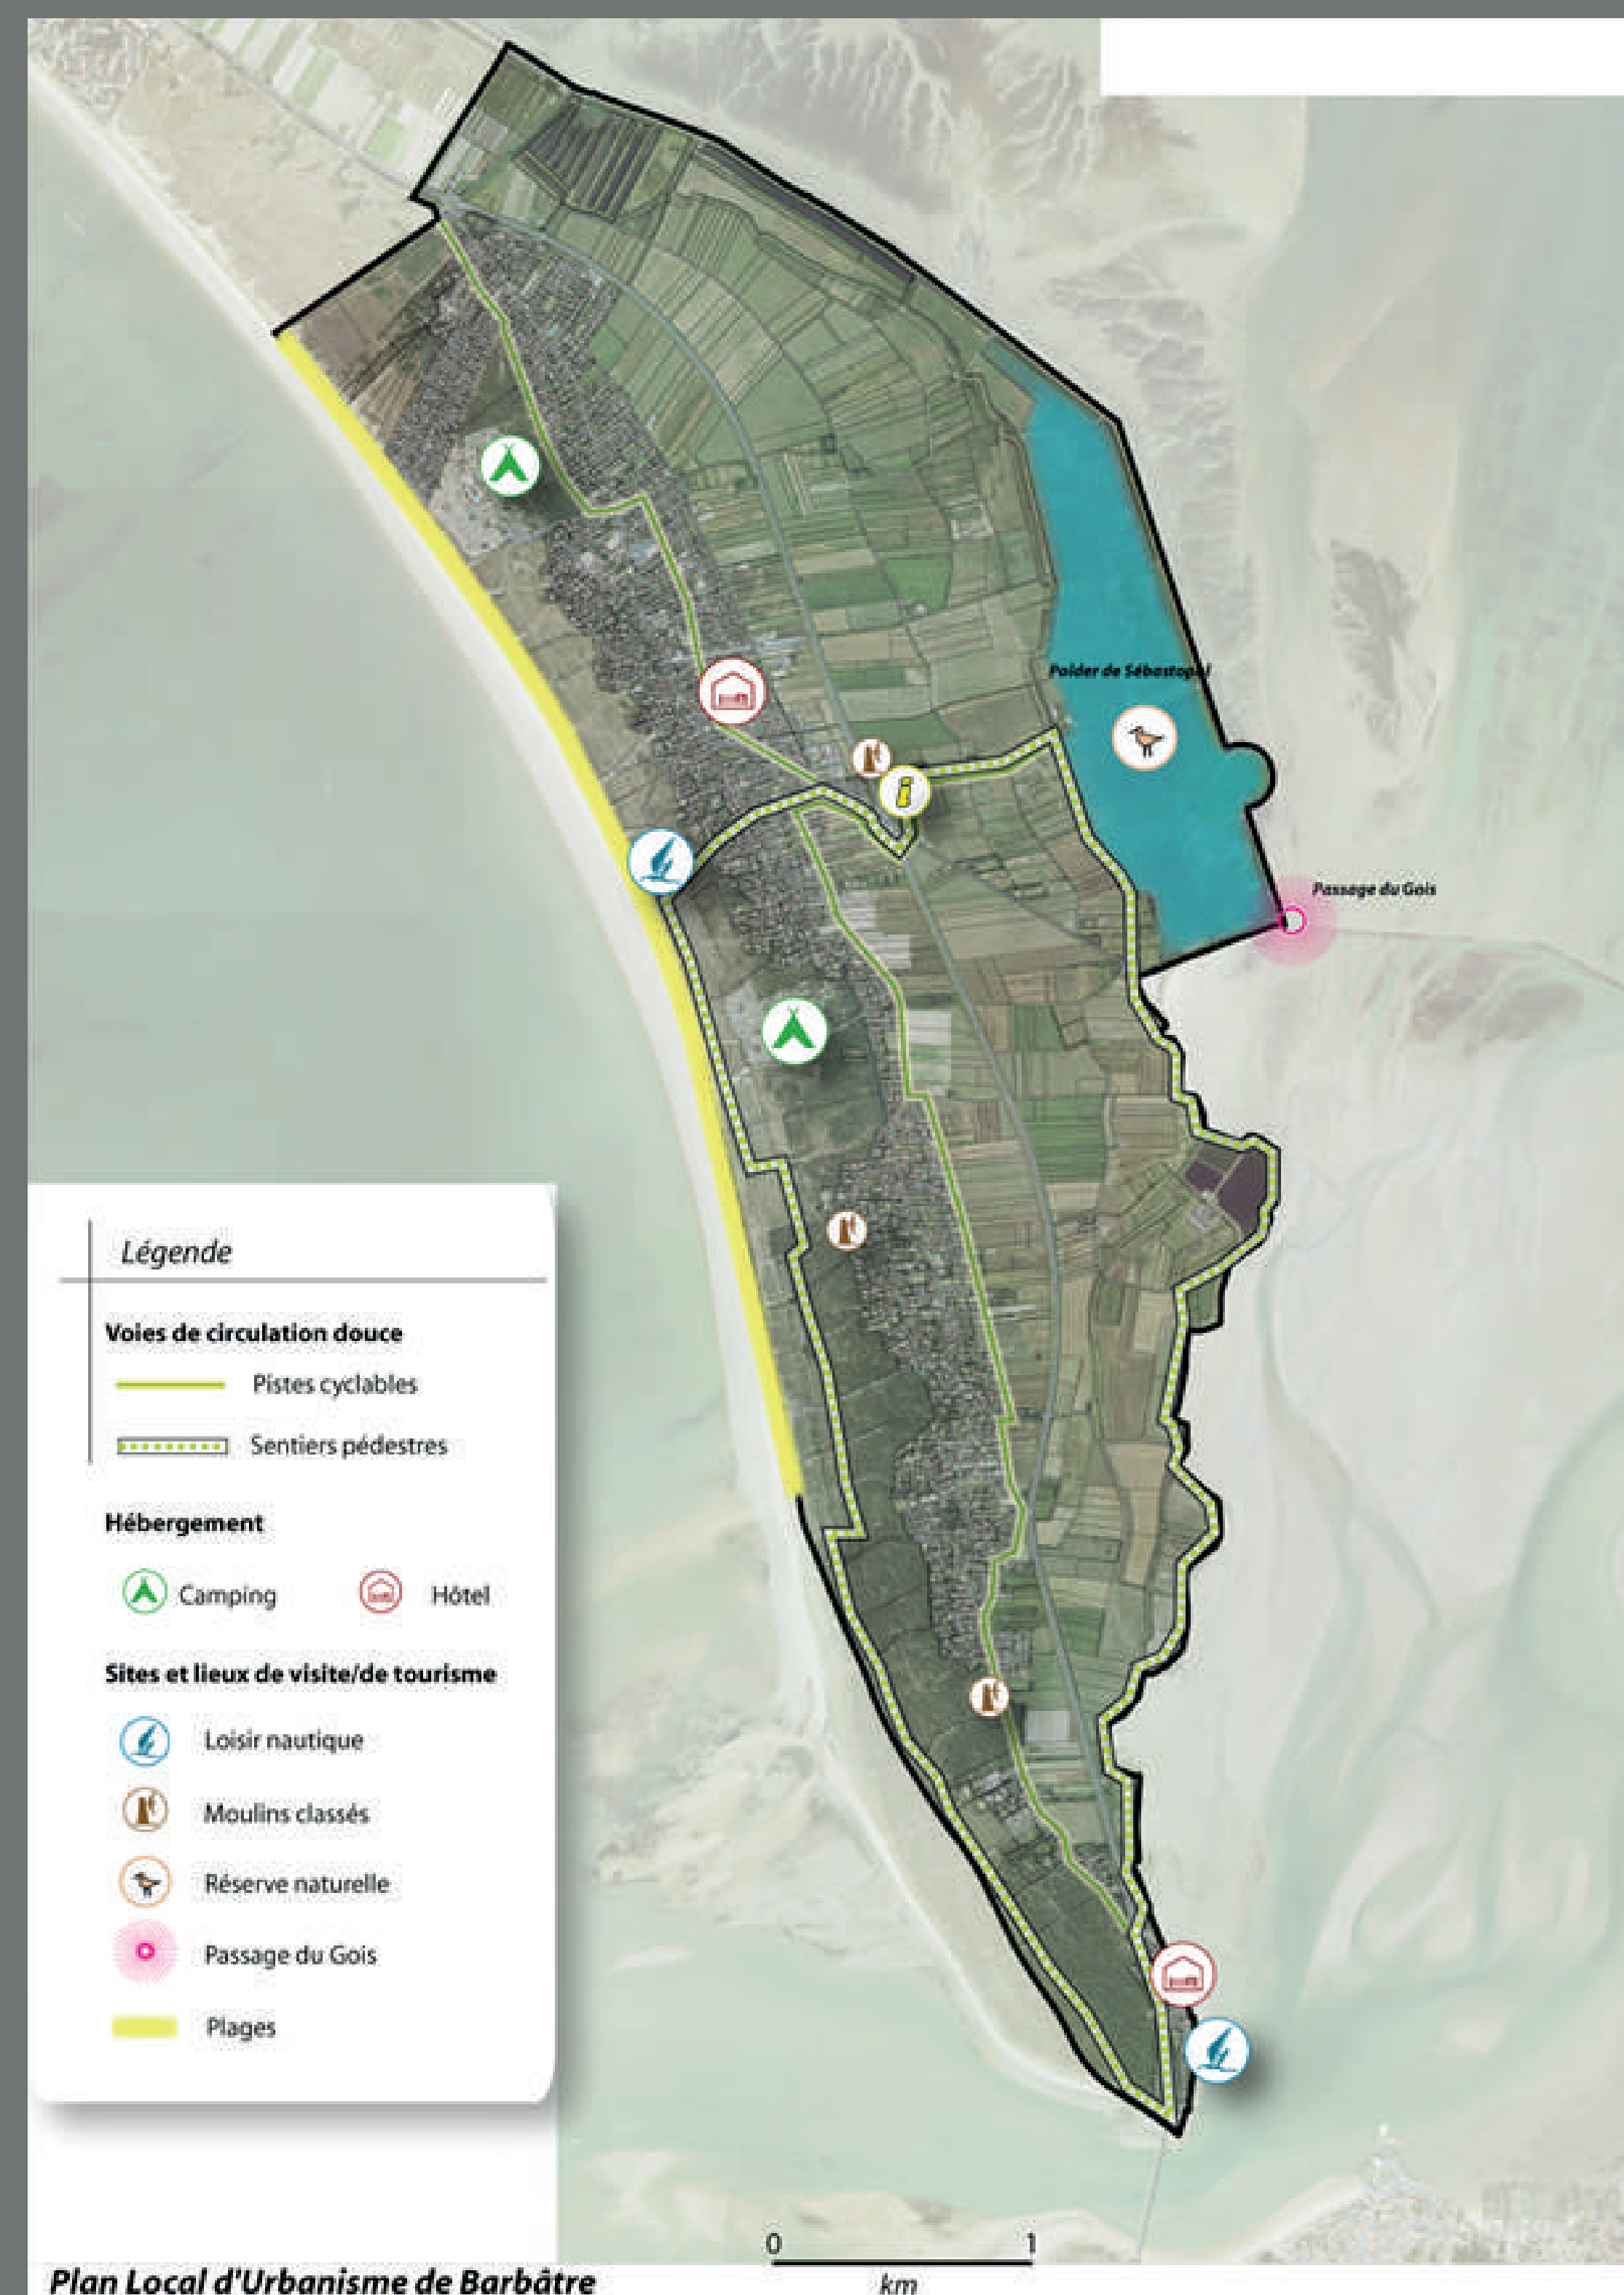 Polder de Sébastopol
i
Passage du Gois
Légende
Voies de circulation douce
Pistes cyclables
Sentiers pédestres
Hébergement
Camping Hôtel
Sites et lieux de visite/de tourisme
Loisir nautique
Moulins classés
Réserve naturelle
Passage du Gois
Plages
0 1
km
Plan Local d'Urbanisme de Barbâtre